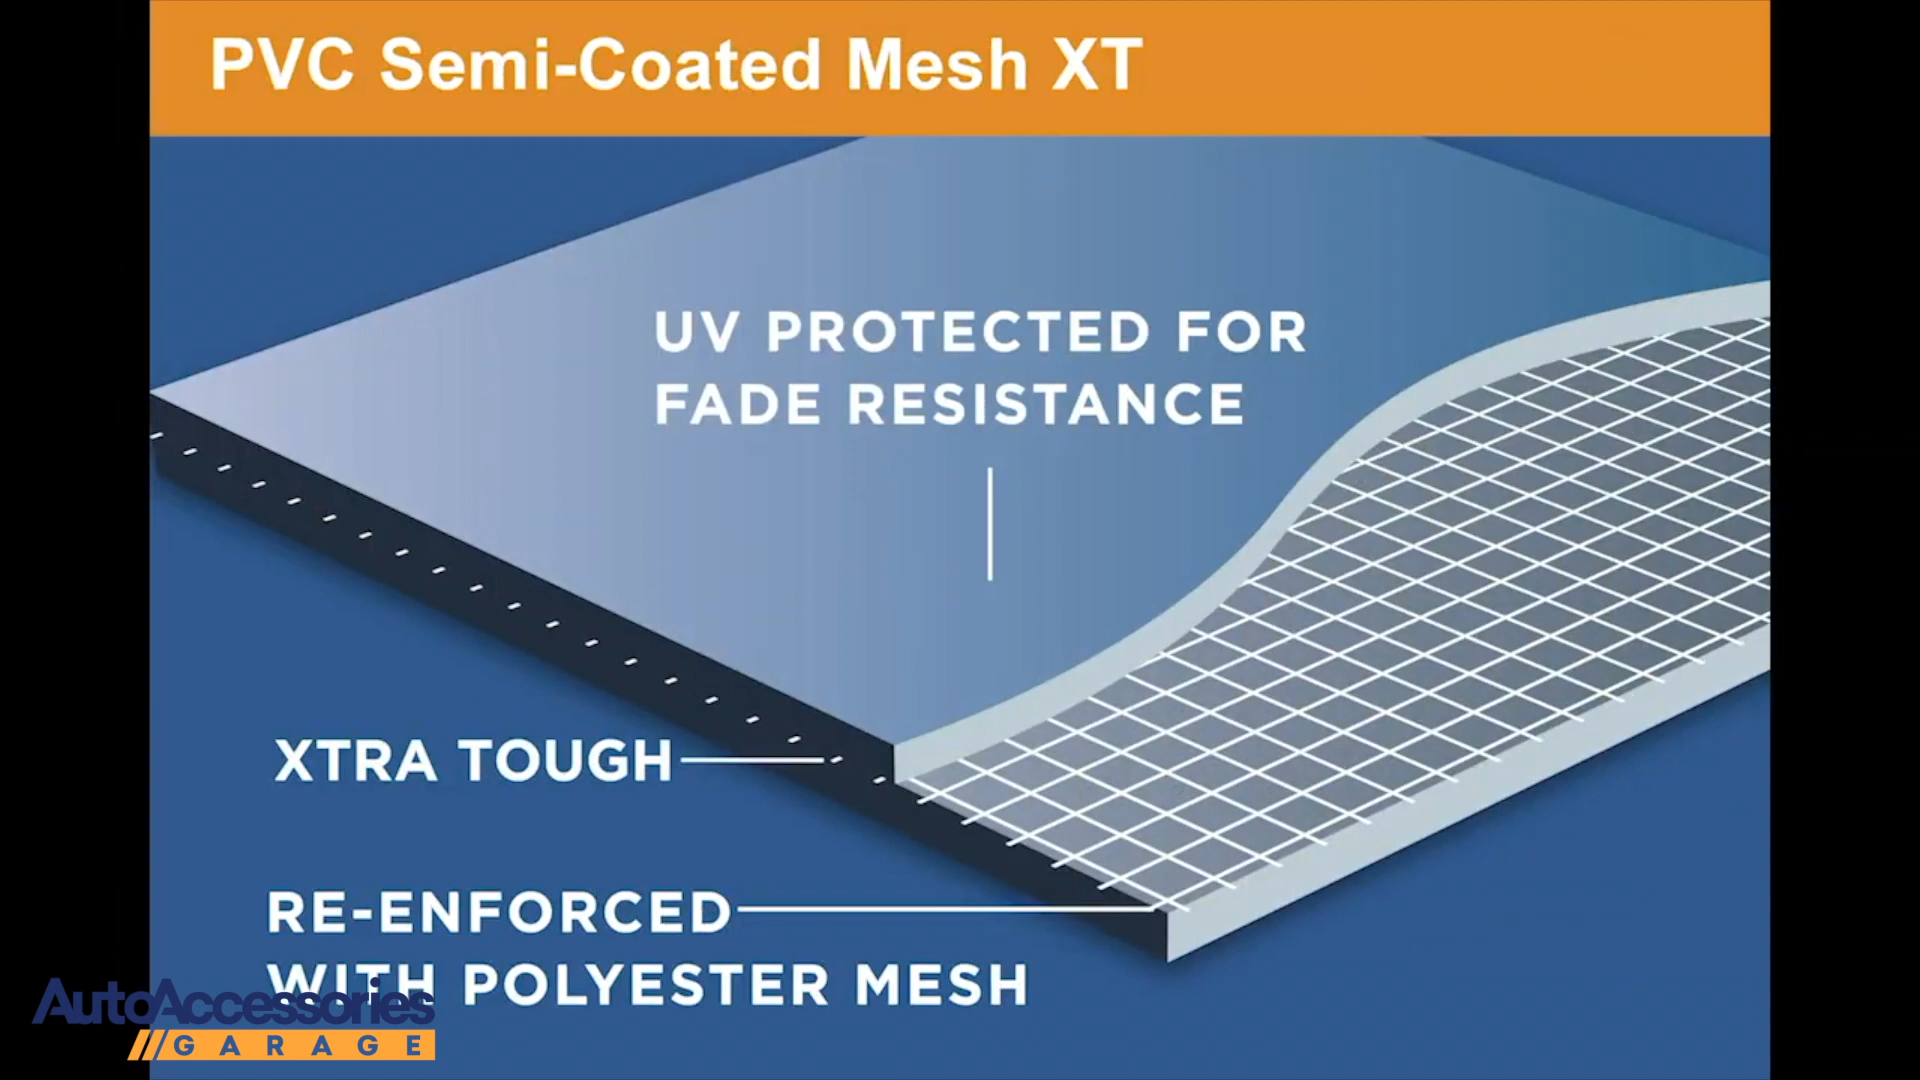 PVC Semi-Coated Mesh XT
UV PROTECTED FOR
FADE RESISTANCE
XTRA TOUGH
RE-ENFORCED
WITH POLYESTER MESH
AutoAccessories
GARAGE